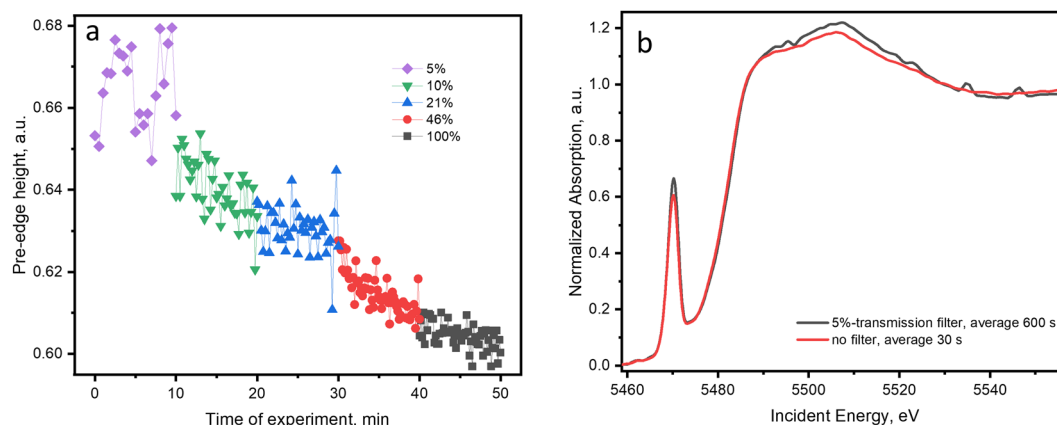 a
0.68
0.66
0.64
0.62
0.60
Pre-edge height, a.u.
5%
10%
21%
46%
100%
0 10 20 30 40 50
Time of experiment, min
b
1.2
1.0
0.8
0.6
0.4
0.2
0.0
Normalized Absorption, a.u.
5%-transmission filter, average 600 s
no filter, average 30 s
5460 5480 5500 5520 5540
Incident Energy, eV